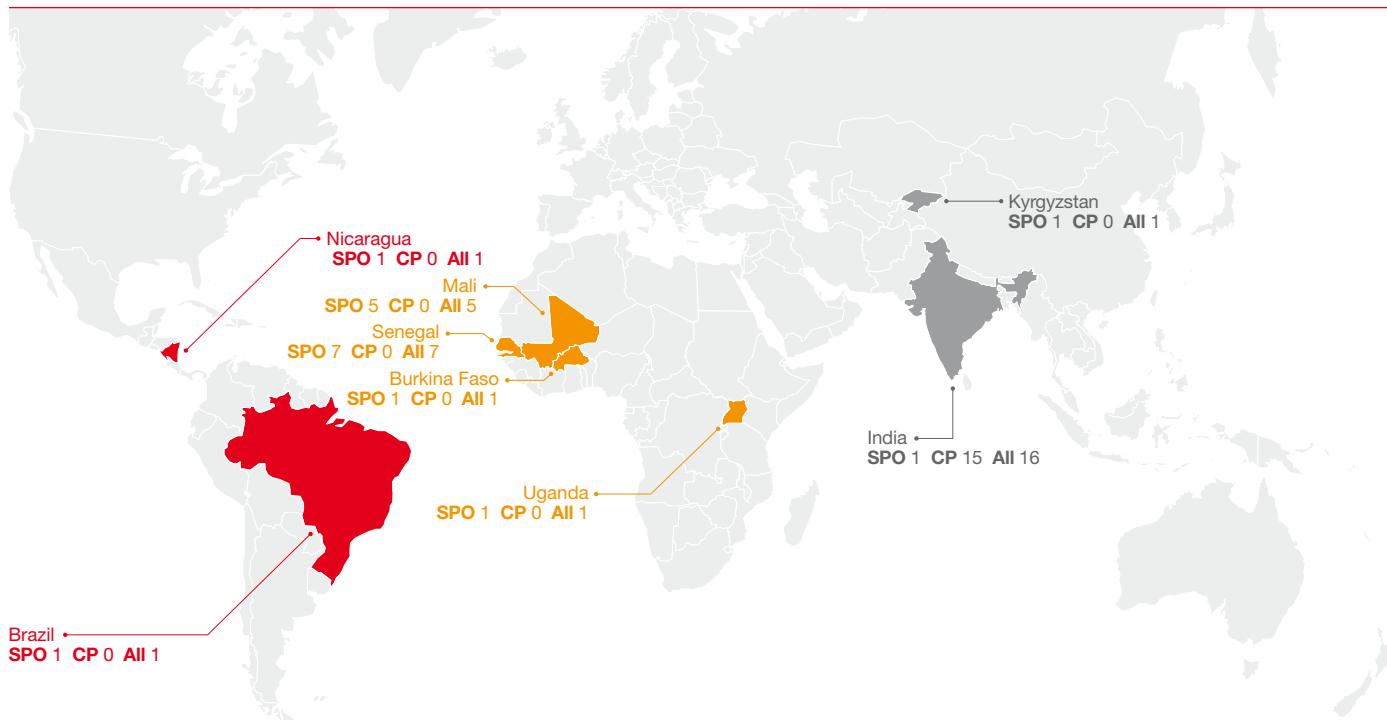 Kyrgyzstan
SPO 1 CP 0 All 1
Nicaragua
SPO 1 CP 0 All 1
Mali
SPO 5 CP 0 All 5
Senegal
SPO 7 CP 0 All 7
Burkina Faso
SPO 1 CP 0 All 1
India
SPO 1 CP 15 All 16
Uganda
SPO 1 CP 0 All 1
Brazil
SPO 1 CP 0 All 1